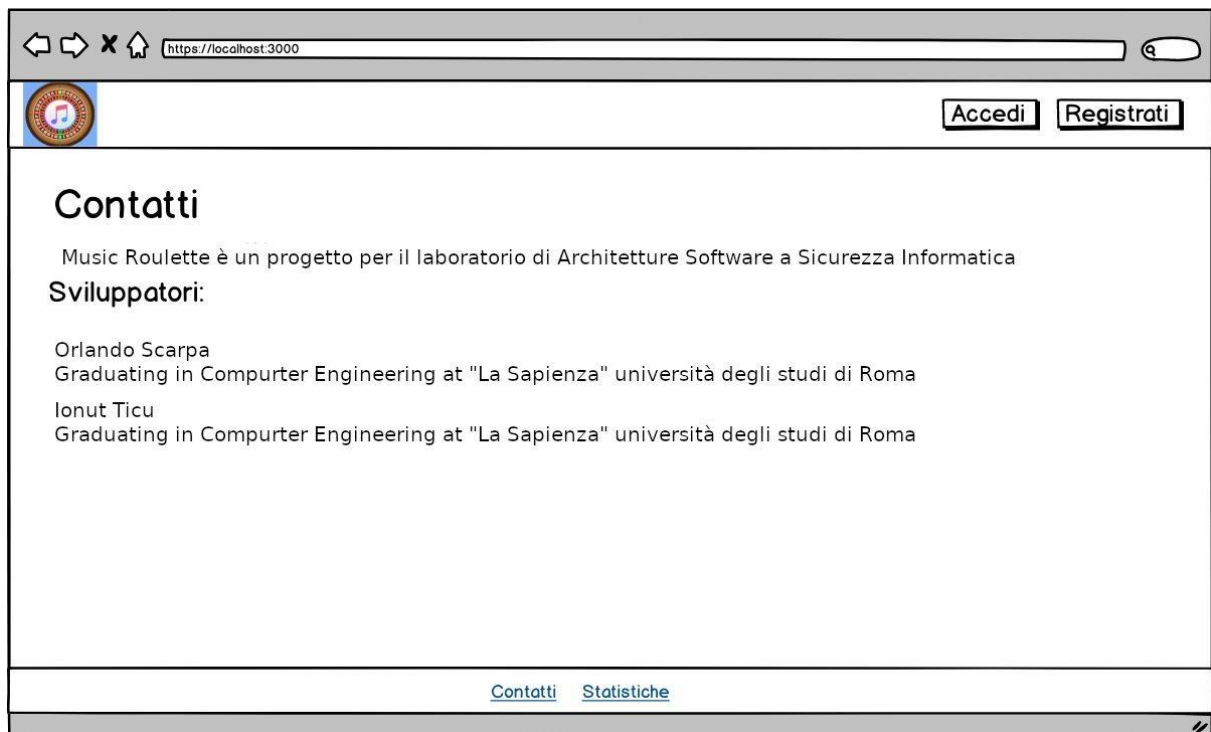 https://localhost:3000
Accedi Registrati
Contatti
Music Roulette è un progetto per il laboratorio di Architetture Software a Sicurezza Informatica
Sviluppatori:
Orlando Scarpa
Graduating in Compurter Engineering at "La Sapienza" università degli studi di Roma
Ionut Ticu
Graduating in Compurter Engineering at "La Sapienza" università degli studi di Roma
Contatti Statistiche